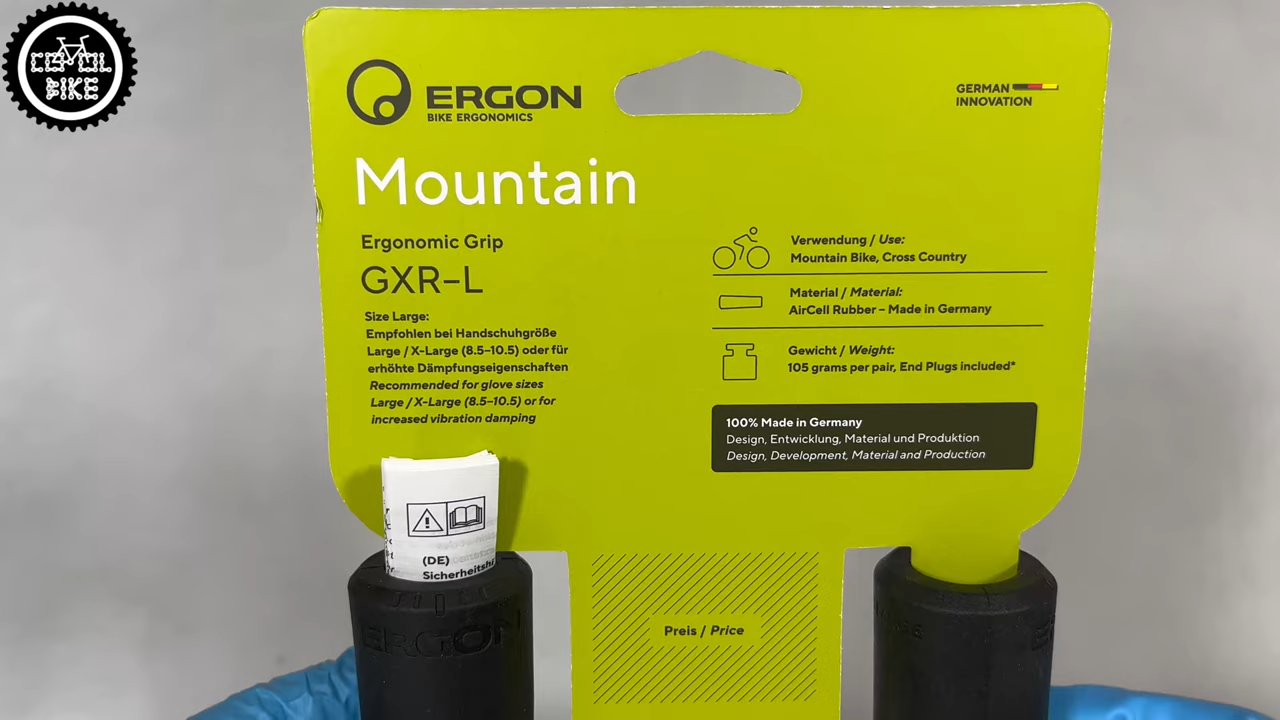 CEPOL
BIKE
ERGON
BIKE ERGONOMICS
GERMAN
INNOVATION
Mountain
Ergonomic Grip
GXR-L
Size Large:
Empfohlen bei Handschuhgröße
Large / X-Large (8.5–10.5) oder für
erhöhte Dämpfungseigenschaften
Recommended for glove sizes
Large / X-Large (8.5–10.5) or for
increased vibration damping
Verwendung / Use:
Mountain Bike, Cross Country
Material / Material:
AirCell Rubber – Made in Germany
Gewicht / Weight:
105 grams per pair, End Plugs included*
100% Made in Germany
Design, Entwicklung, Material und Produktion
Design, Development, Material and Production
(DE)
ERGON
Preis / Price